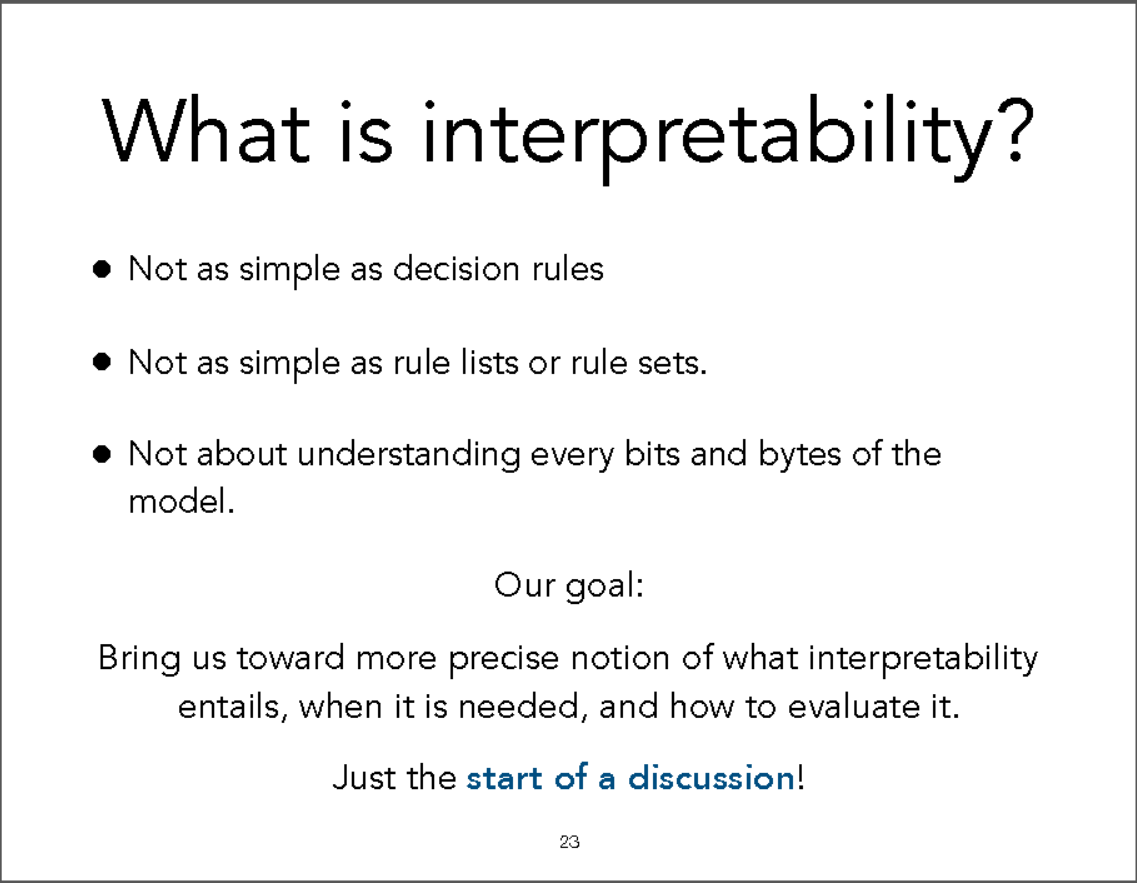 What is interpretability?
● Not as simple as decision rules
● Not as simple as rule lists or rule sets.
● Not about understanding every bits and bytes of the
model.
Our goal:
Bring us toward more precise notion of what interpretability
entails, when it is needed, and how to evaluate it.
Just the start of a discussion!
23